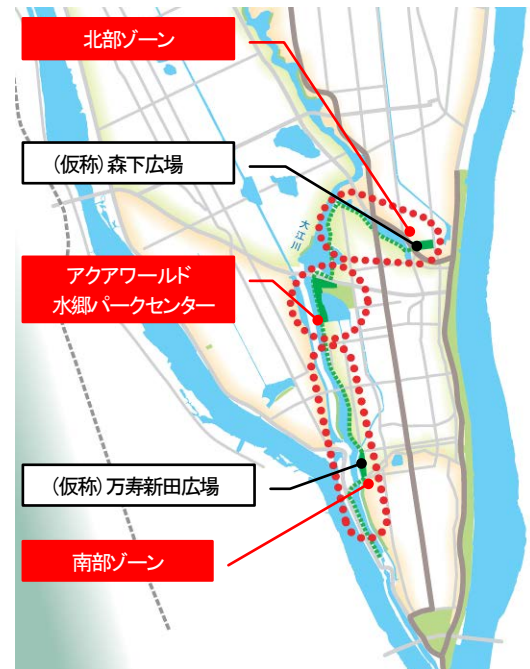 北部ゾーン
（仮称）森下広場
大江川
アクアワールド
水郷パークセンター
（仮称）万寿新田広場
南部ゾーン